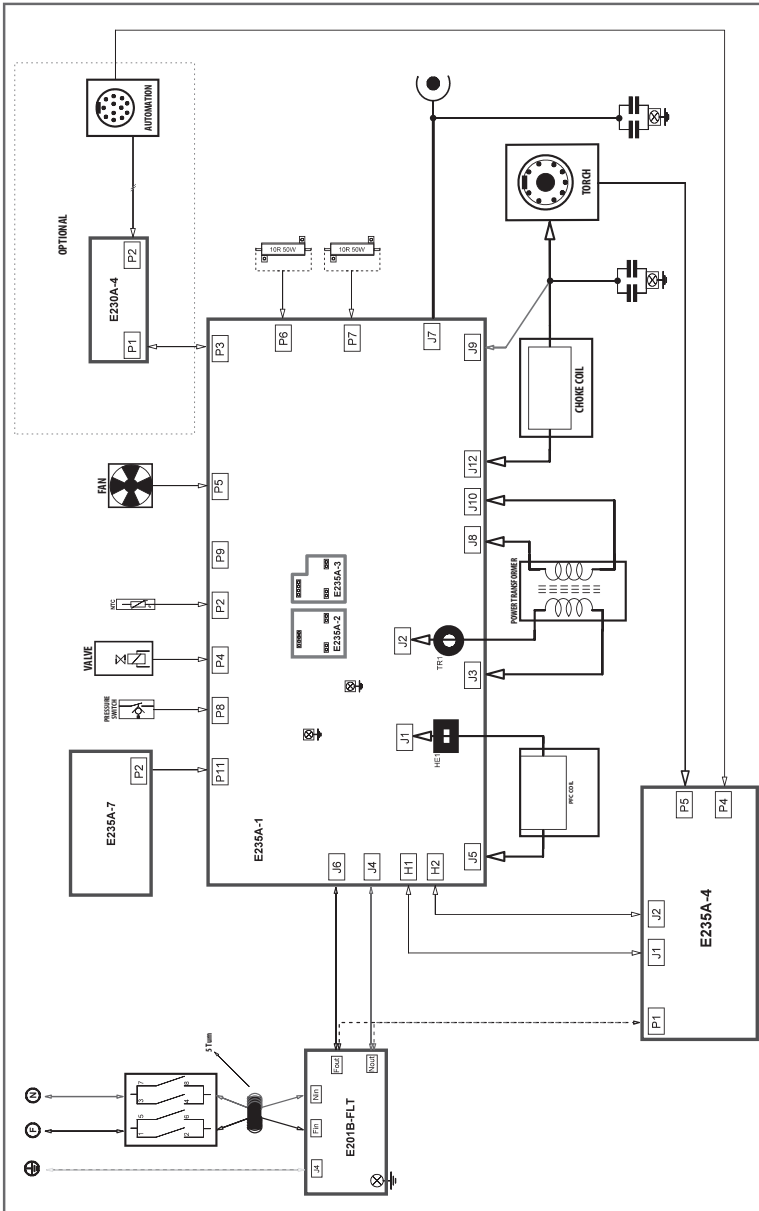 AUTOMATION
OPTIONAL
E230A-4
P2
P1
10R 50W
10R 50W
TORCH
CHOKE COIL
POWER TRANSFORMER
PFC COIL
FAN
NTC
VALVE
PRESSURE
SWITCH
E235A-7
P2
E235A-1
P3
P6
P7
J7
J9
P5
P9
P2
P4
P8
P11
J12
J10
J8
J2
TR1
J3
J1
HE1
J5
J6
J4
H1
H2
E235A-3
E235A-2
E235A-4
P5
P4
J2
J1
P1
E201B-FLT
Fout
Nout
Nin
Fin
J4
5 Turn
N
F
1
5
2
6
3
7
4
8